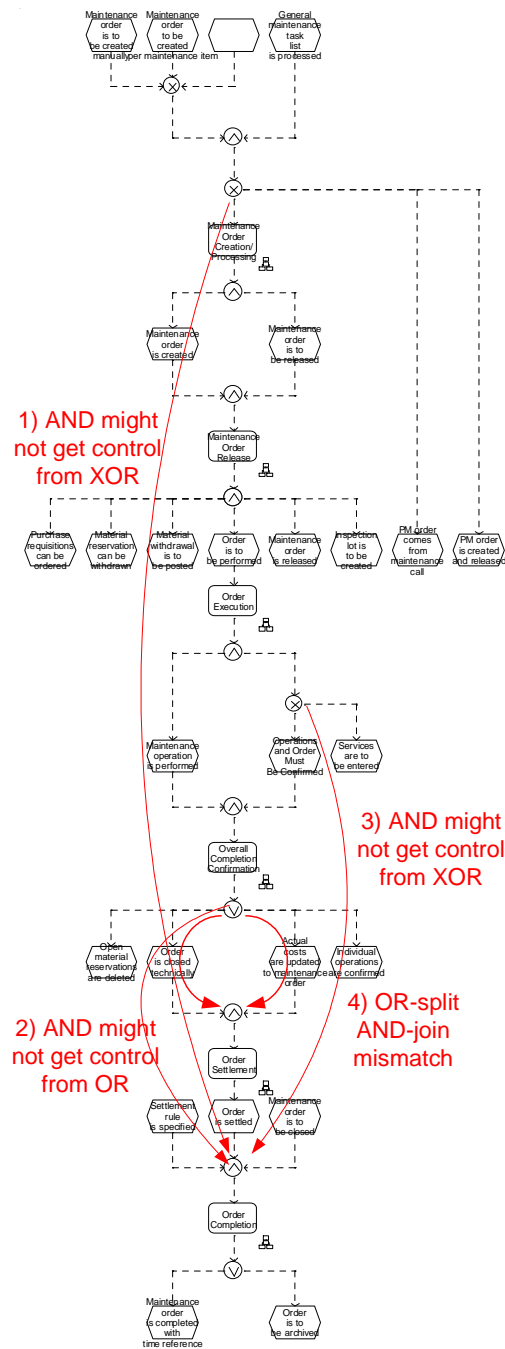 Maintenance
order
is to
be created
manually
Maintenance
order
to be
created
per maintenance item
General
maintenance
task
list
is processed
Maintenance
Order
Creation/
Processing
Maintenance
order
is created
Maintenance
order
is to
be released
1) AND might
not get control
from XOR
Maintenance
Order
Release
Purchase
requisitions
can be
ordered
Material
reservation
can be
withdrawn
Material
withdrawal
is to
be posted
Order
is to
be performed
Maintenance
order
is released
Inspection
lot is
to be
created
PM order
comes
from
maintenance
call
PM order
is created
and released
Order
Execution
Maintenance
operation
is performed
Operations
and Order
Must
Be Confirmed
Services
are to
be entered
3) AND might
not get control
from XOR
Overall
Completion
Confirmation
Open
material
reservations
are deleted
Order
is closed
technically
Actual
costs
are updated
to maintenance
order
Individual
operations
are confirmed
2) AND might
not get control
from OR
4) OR-split
AND-join
mismatch
Order
Settlement
Settlement
rule
is specified
Order
is settled
Maintenance
order
is to
be closed
Order
Completion
Maintenance
order
is completed
with
time reference
Order
is to
be archived